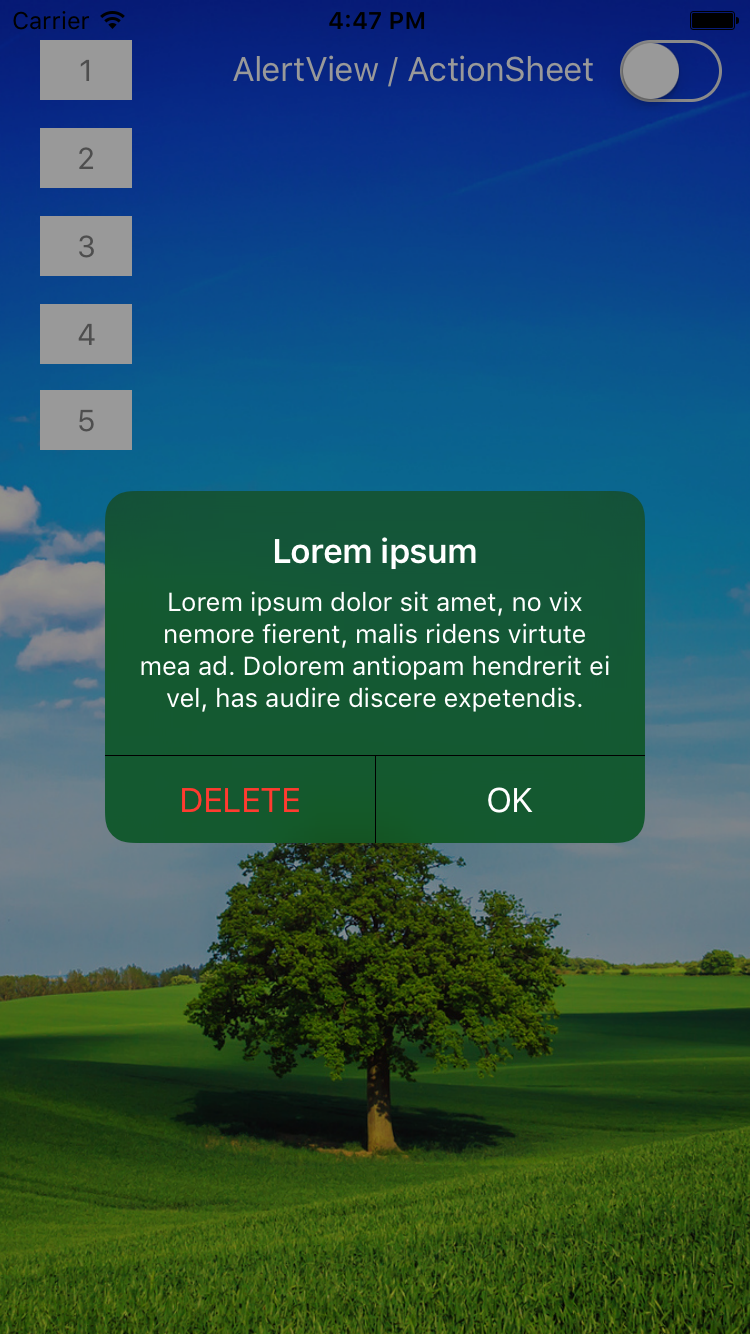 Carrier 4:47 PM
1 AlertView / ActionSheet
2
3
4
5
Lorem ipsum
Lorem ipsum dolor sit amet, no vix
nemore fierent, malis ridens virtute
mea ad. Dolorem antiopam hendrerit ei
vel, has audire discere expetendis.
DELETE OK